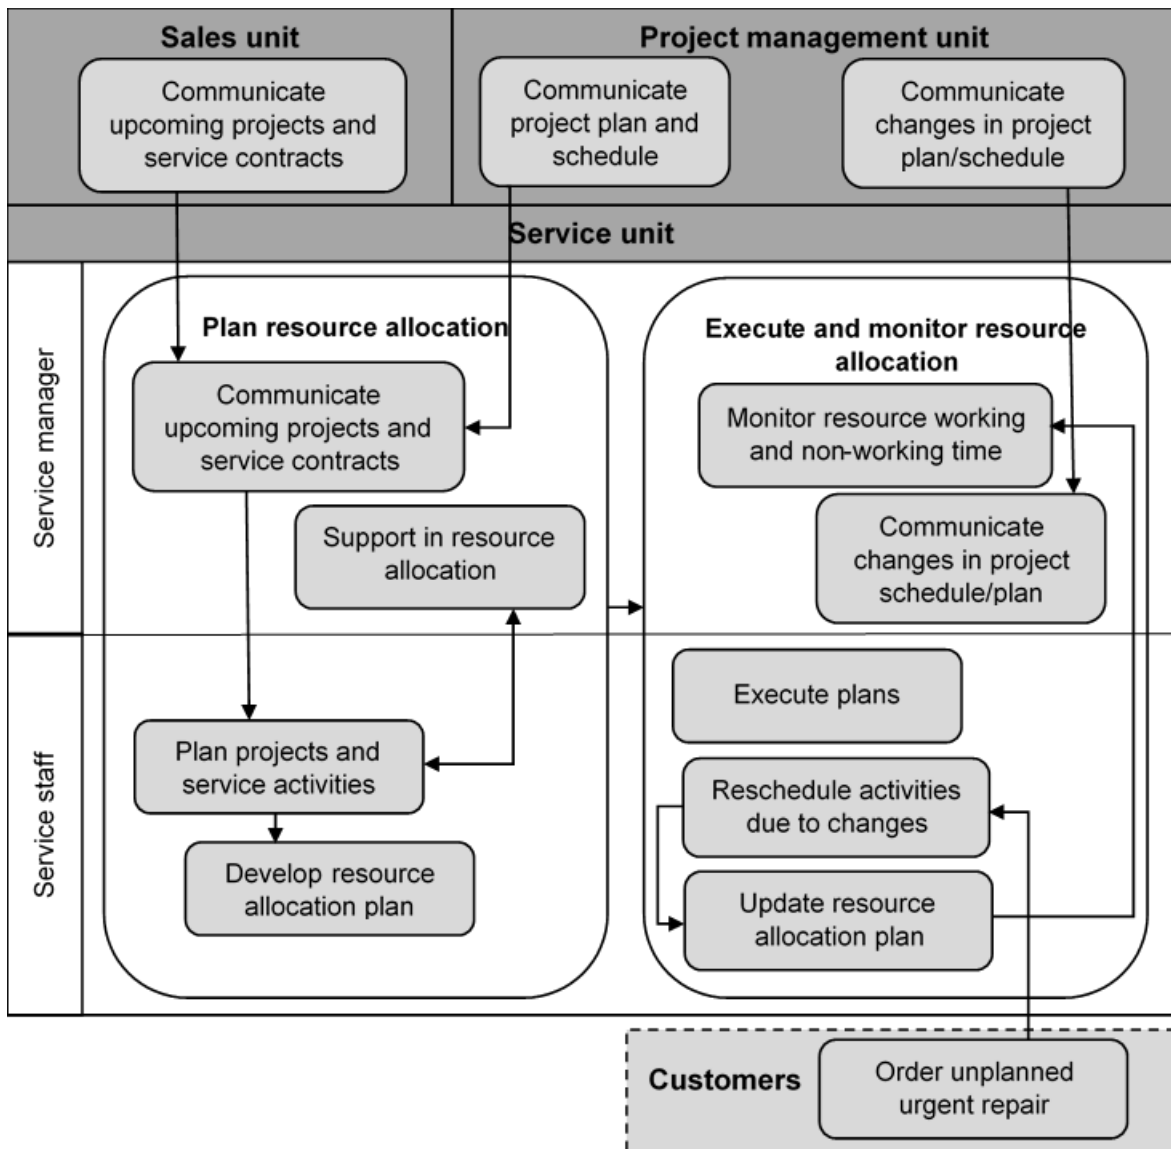 Sales unit
Project management unit
Communicate
upcoming projects and
service contracts
Communicate
project plan and
schedule
Communicate
changes in project
plan/schedule
Service unit
Service manager
Plan resource allocation
Communicate
upcoming projects and
service contracts
Support in resource
allocation
Execute and monitor resource
allocation
Monitor resource working
and non-working time
Communicate
changes in project
schedule/plan
Service staff
Plan projects and
service activities
Develop resource
allocation plan
Execute plans
Reschedule activities
due to changes
Update resource
allocation plan
Customers
Order unplanned
urgent repair